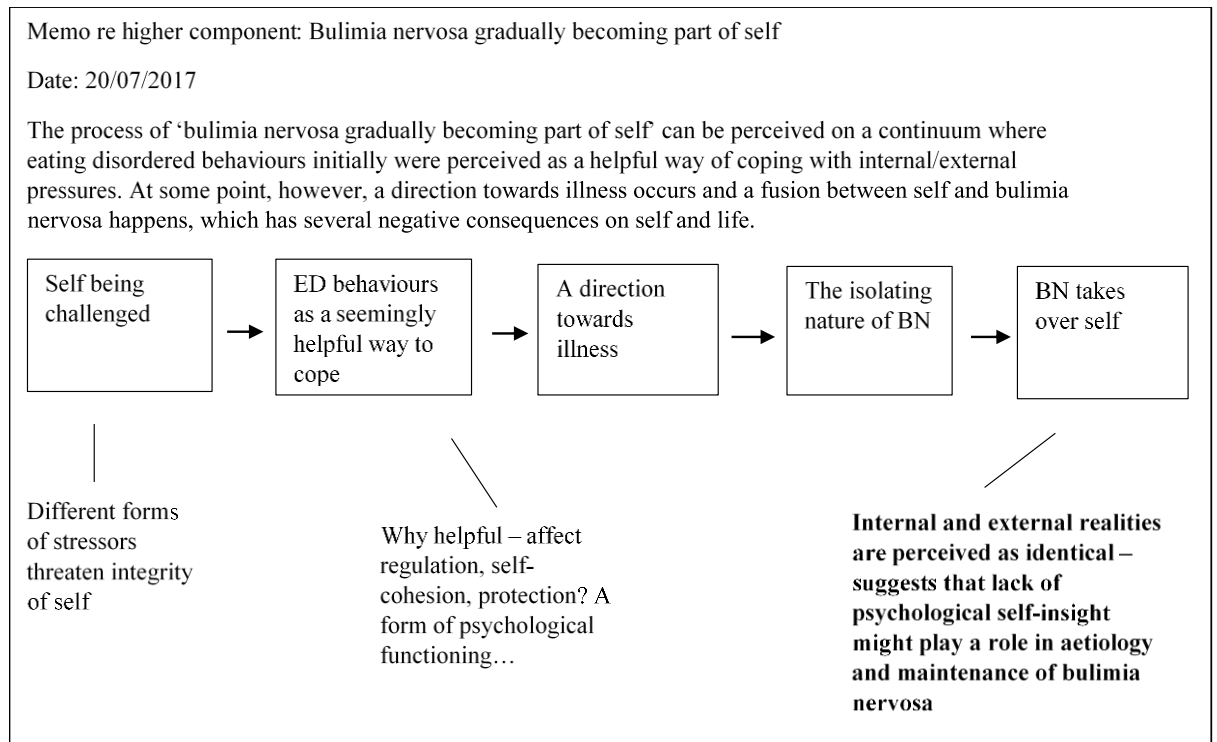 Memo re higher component: Bulimia nervosa gradually becoming part of self
Date: 20/07/2017
The process of ‘bulimia nervosa gradually becoming part of self’ can be perceived on a continuum where
eating disordered behaviours initially were perceived as a helpful way of coping with internal/external
pressures. At some point, however, a direction towards illness occurs and a fusion between self and bulimia
nervosa happens, which has several negative consequences on self and life.
Self being
challenged
ED behaviours
as a seemingly
helpful way to
cope
A direction
towards
illness
The isolating
nature of BN
BN takes
over self
Different forms
of stressors
threaten integrity
of self
Why helpful – affect
regulation, self-
cohesion, protection? A
form of psychological
functioning…
Internal and external realities
are perceived as identical –
suggests that lack of
psychological self-insight
might play a role in aetiology
and maintenance of bulimia
nervosa